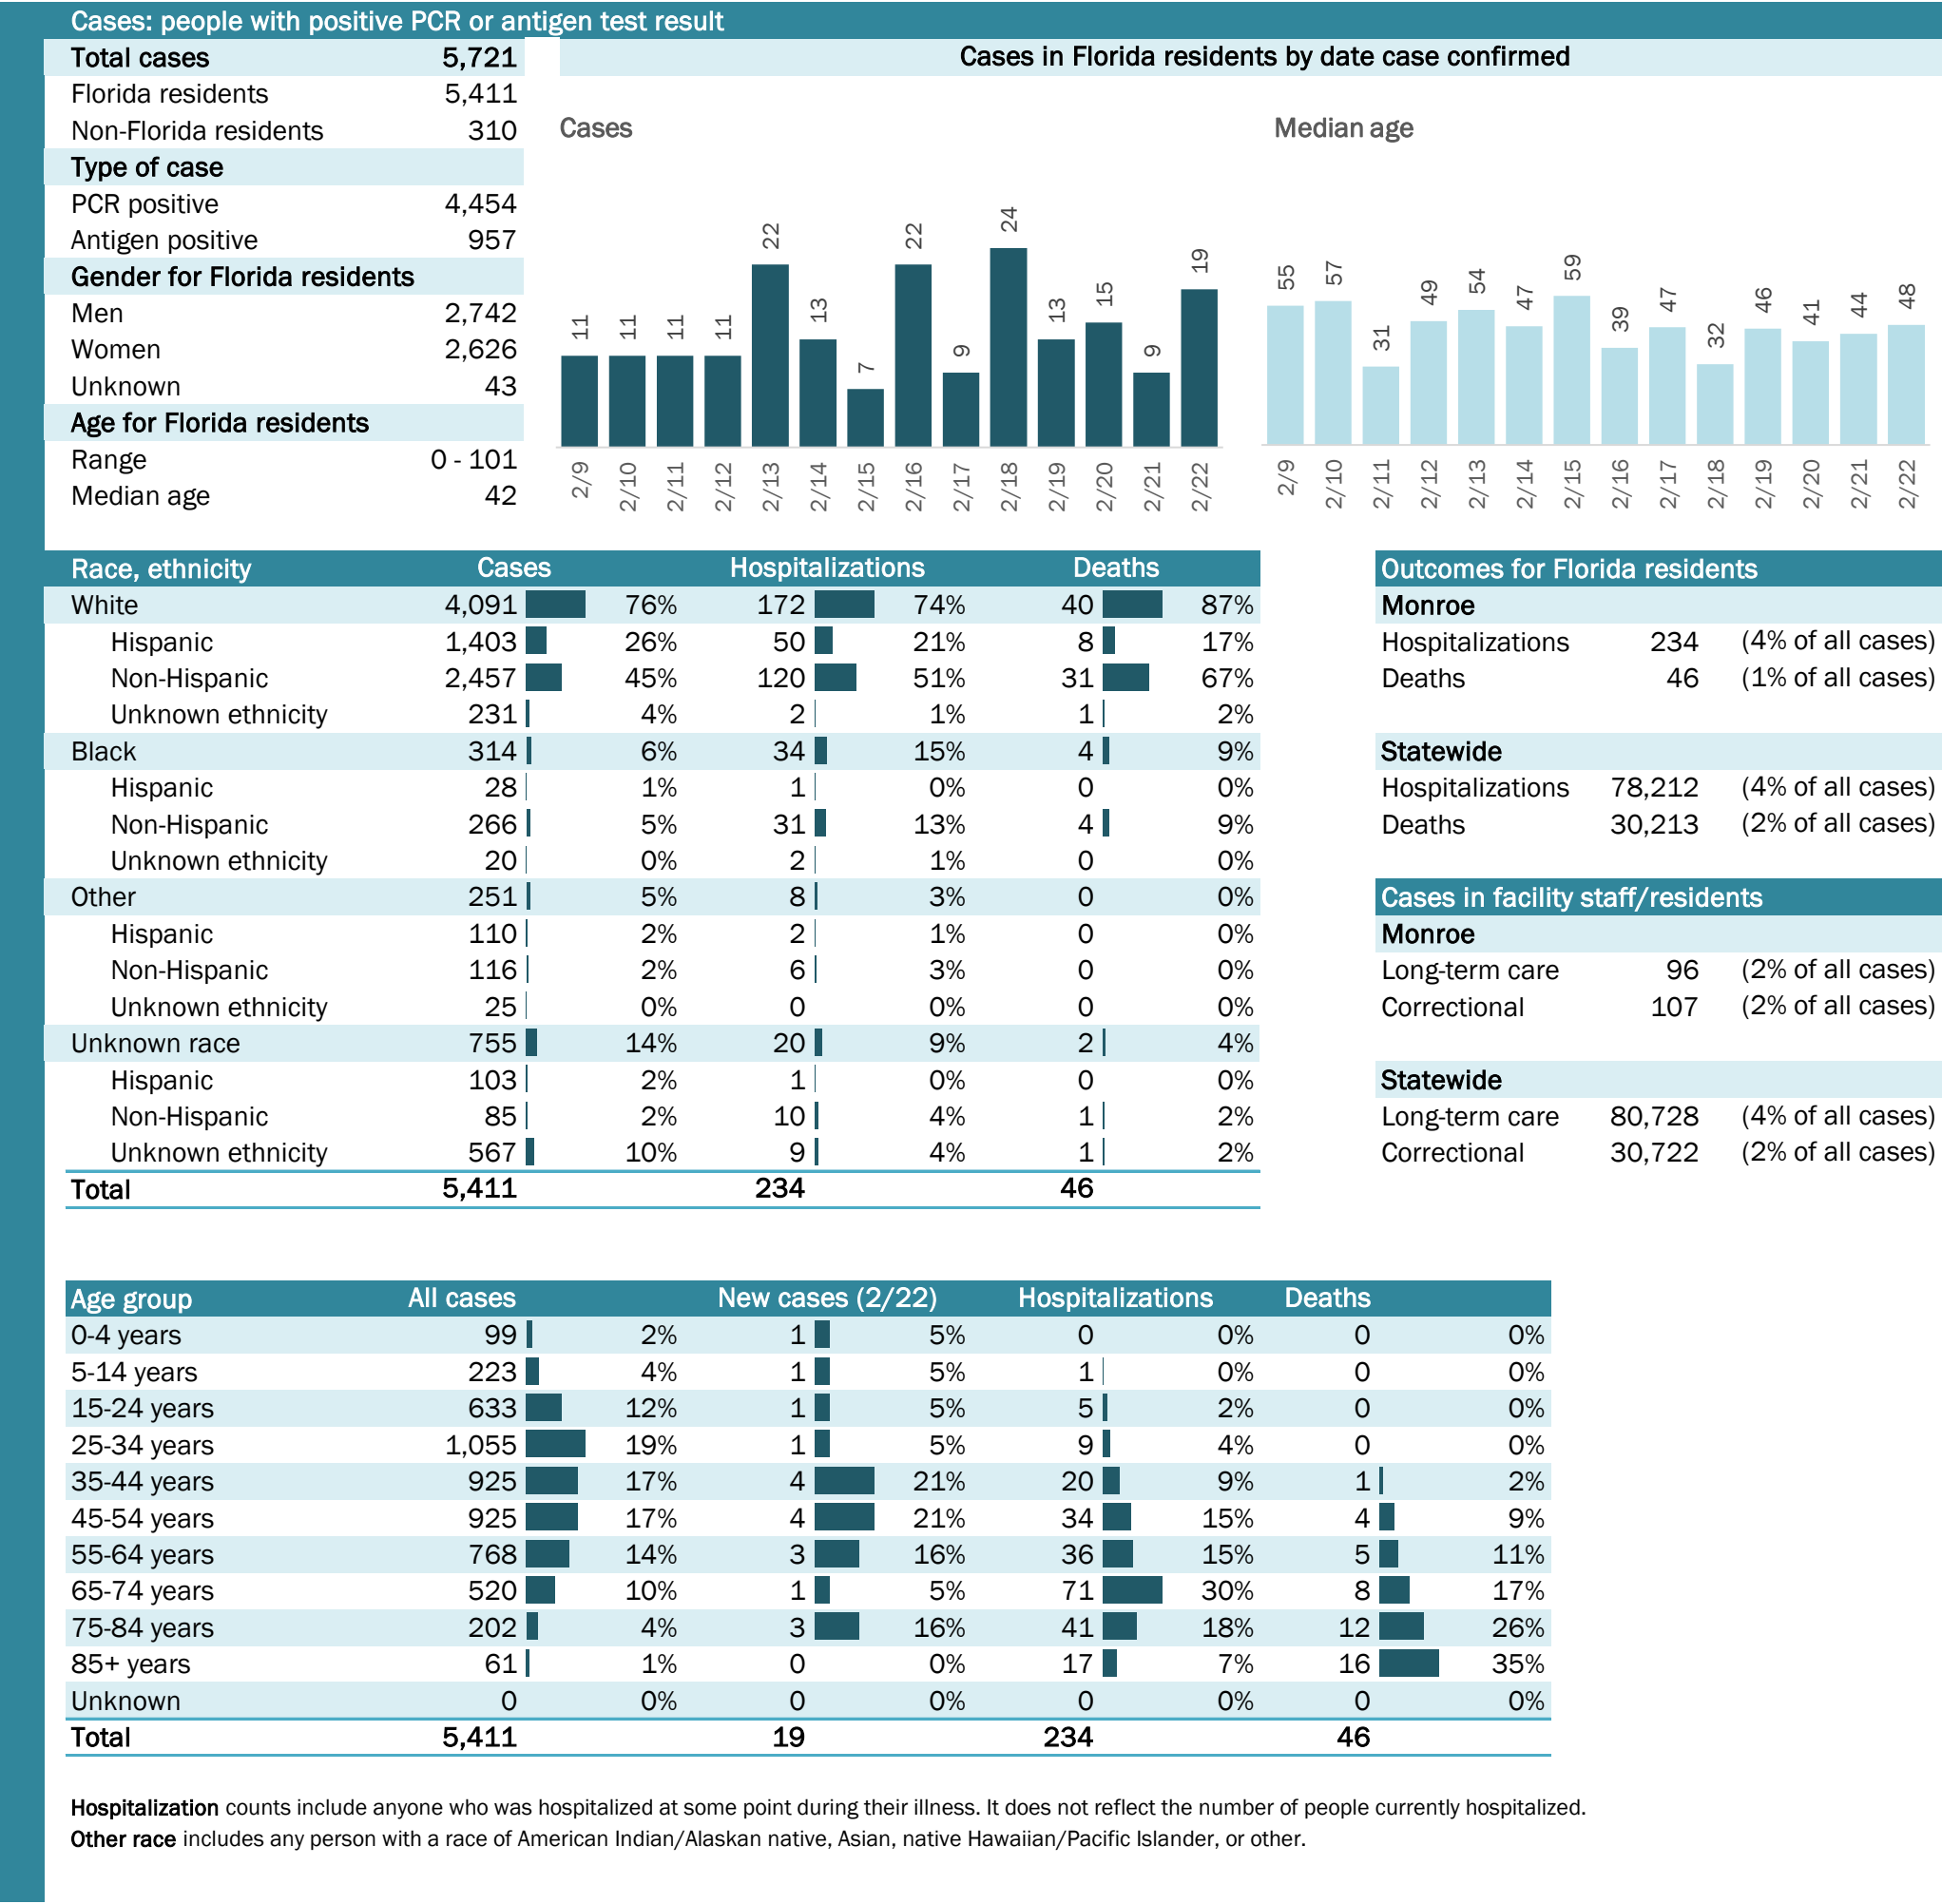 Cases: people with positive PCR or antigen test result
Total cases 5,721
Florida residents 5,411
Non-Florida residents 310
Type of case
PCR positive 4,454
Antigen positive 957
Gender for Florida residents
Men 2,742
Women 2,626
Unknown 43
Age for Florida residents
Range 0 - 101
Median age 42
Cases in Florida residents by date case confirmed
Cases
11 11 11 11 22 13 7 22 9 24 13 15 9 19
2/9 2/10 2/11 2/12 2/13 2/14 2/15 2/16 2/17 2/18 2/19 2/20 2/21 2/22
Median age
55 57 31 49 54 47 59 39 47 32 46 41 44 48
2/9 2/10 2/11 2/12 2/13 2/14 2/15 2/16 2/17 2/18 2/19 2/20 2/21 2/22
Race, ethnicity Cases Hospitalizations Deaths
White 4,091 76% 172 74% 40 87%
Hispanic 1,403 26% 50 21% 8 17%
Non-Hispanic 2,457 45% 120 51% 31 67%
Unknown ethnicity 231 4% 2 1% 1 2%
Black 314 6% 34 15% 4 9%
Hispanic 28 1% 1 0% 0 0%
Non-Hispanic 266 5% 31 13% 4 9%
Unknown ethnicity 20 0% 2 1% 0 0%
Other 251 5% 8 3% 0 0%
Hispanic 110 2% 2 1% 0 0%
Non-Hispanic 116 2% 6 3% 0 0%
Unknown ethnicity 25 0% 0 0% 0 0%
Unknown race 755 14% 20 9% 2 4%
Hispanic 103 2% 1 0% 0 0%
Non-Hispanic 85 2% 10 4% 1 2%
Unknown ethnicity 567 10% 9 4% 1 2%
Total 5,411 234 46
Outcomes for Florida residents
Monroe
Hospitalizations 234 (4% of all cases)
Deaths 46 (1% of all cases)
Statewide
Hospitalizations 78,212 (4% of all cases)
Deaths 30,213 (2% of all cases)
Cases in facility staff/residents
Monroe
Long-term care 96 (2% of all cases)
Correctional 107 (2% of all cases)
Statewide
Long-term care 80,728 (4% of all cases)
Correctional 30,722 (2% of all cases)
Age group All cases New cases (2/22) Hospitalizations Deaths
0-4 years 99 2% 1 5% 0 0% 0 0%
5-14 years 223 4% 1 5% 1 0% 0 0%
15-24 years 633 12% 1 5% 5 2% 0 0%
25-34 years 1,055 19% 1 5% 9 4% 0 0%
35-44 years 925 17% 4 21% 20 9% 1 2%
45-54 years 925 17% 4 21% 34 15% 4 9%
55-64 years 768 14% 3 16% 36 15% 5 11%
65-74 years 520 10% 1 5% 71 30% 8 17%
75-84 years 202 4% 3 16% 41 18% 12 26%
85+ years 61 1% 0 0% 17 7% 16 35%
Unknown 0 0% 0 0% 0 0% 0 0%
Total 5,411 19 234 46
Hospitalization counts include anyone who was hospitalized at some point during their illness. It does not reflect the number of people currently hospitalized.
Other race includes any person with a race of American Indian/Alaskan native, Asian, native Hawaiian/Pacific Islander, or other.